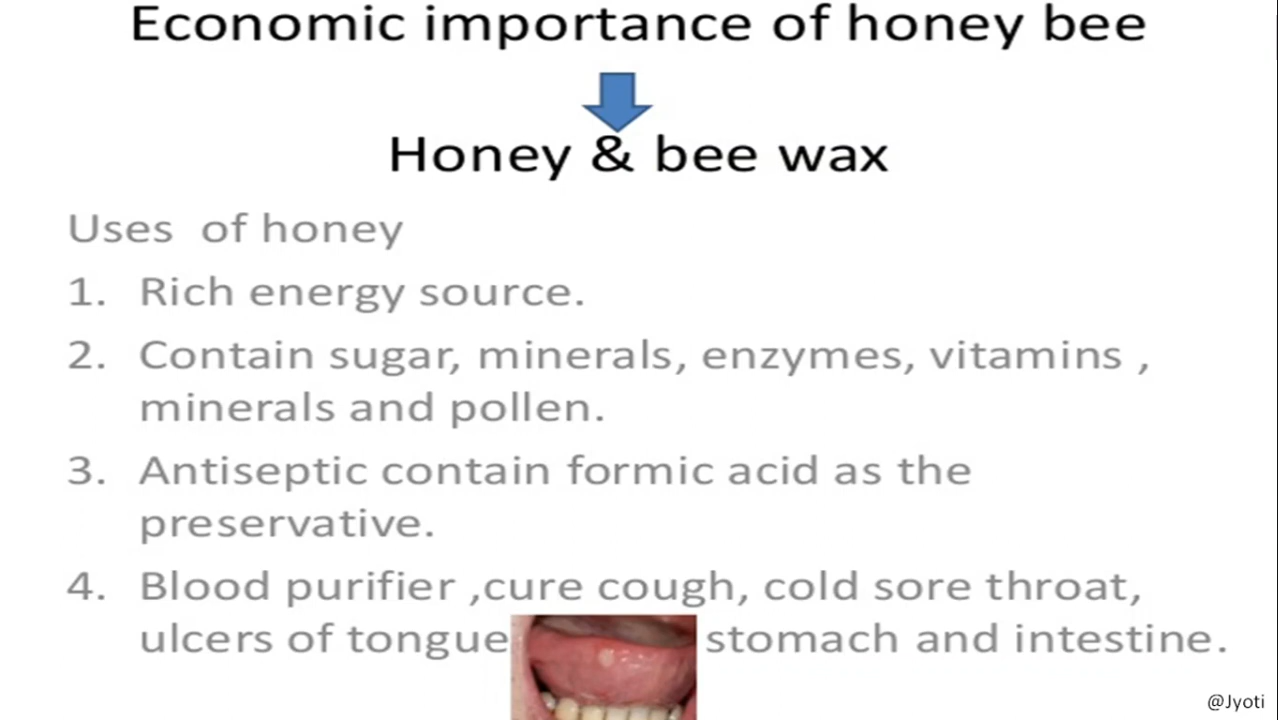 Economic importance of honey bee
Honey & bee wax
Uses of honey
1. Rich energy source.
2. Contain sugar, minerals, enzymes, vitamins ,
minerals and pollen.
3. Antiseptic contain formic acid as the
preservative.
4. Blood purifier ,cure cough, cold sore throat,
ulcers of tongue stomach and intestine.
@Jyoti